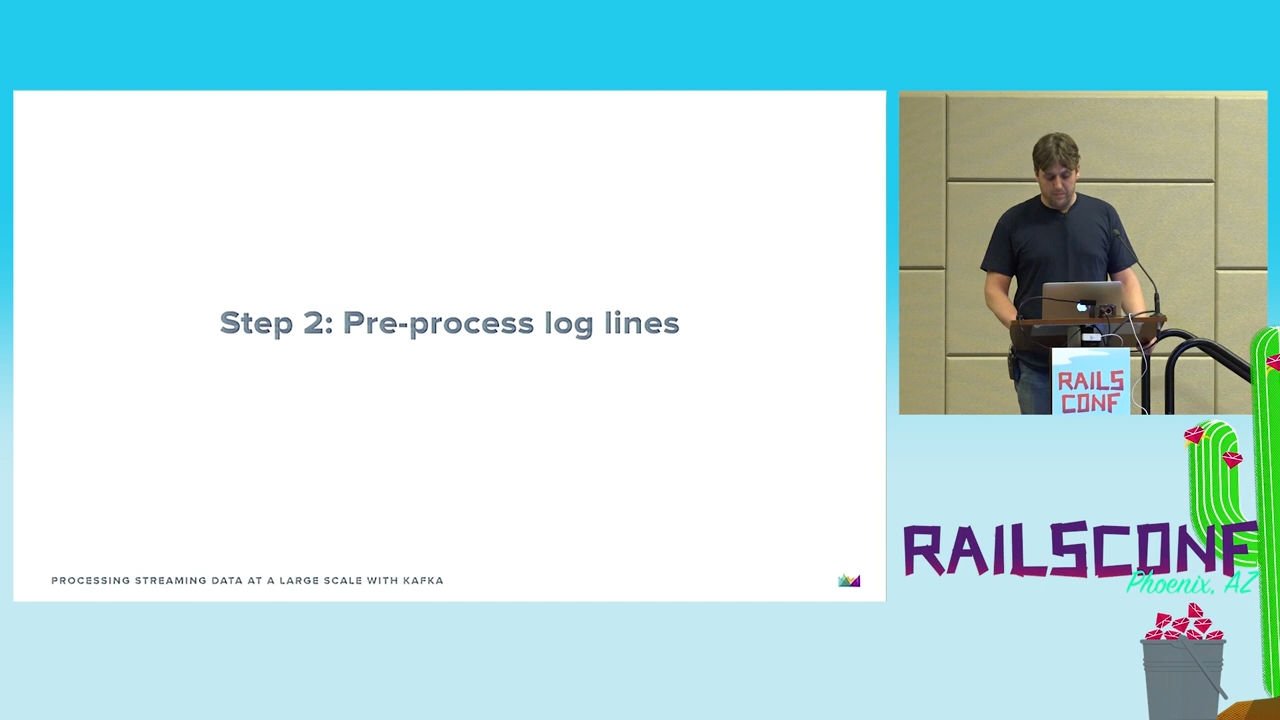 Step 2: Pre-process log lines
PROCESSING STREAMING DATA AT A LARGE SCALE WITH KAFKA
RAILS
CONF
RAILSCONF
Phoenix, AZ